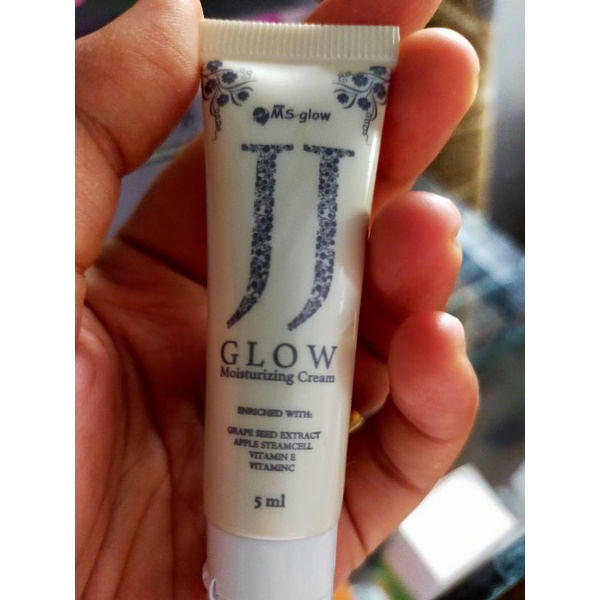 MS glow
JJ
GLOW
Moisturizing Cream
ENRICHED WITH:
GRAPE SEED EXTRACT
APPLE STEAMCELL
VITAMIN E
VITAMINC
5 ml